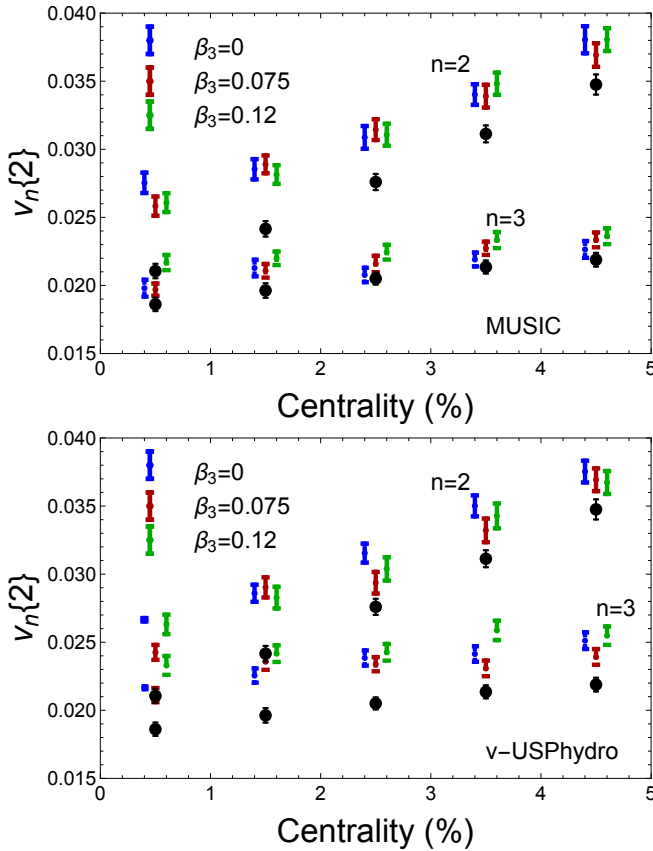 0.040
0.035
0.030
0.025
0.020
0.015
vₙ{2}
β₃=0
β₃=0.075
β₃=0.12
n=2
n=3
MUSIC
0 1 2 3 4 5
Centrality (%)
0.040
0.035
0.030
0.025
0.020
0.015
vₙ{2}
β₃=0
β₃=0.075
β₃=0.12
n=2
n=3
v-USPhydro
0 1 2 3 4 5
Centrality (%)